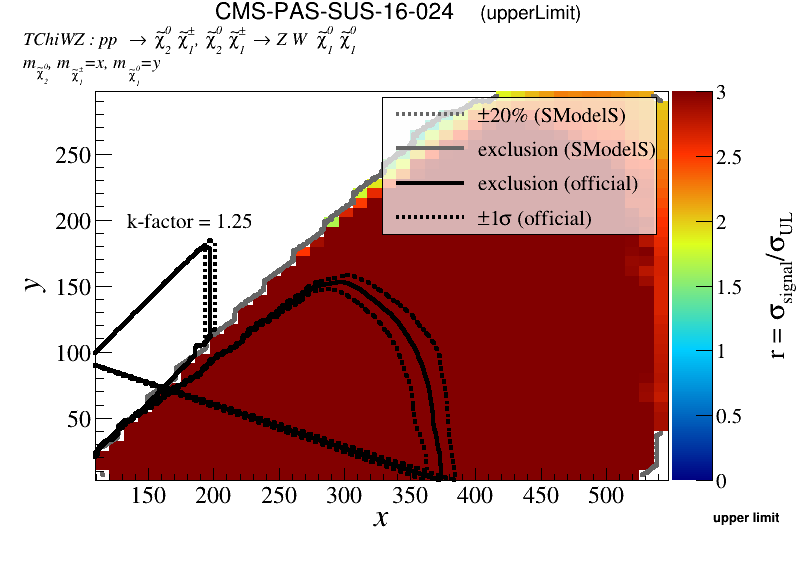 CMS-PAS-SUS-16-024 (upperLimit)
TChiWZ : pp → χ̃₂⁰ χ̃₁±, χ̃₂⁰ χ̃₁± → Z W χ̃₁⁰ χ̃₁⁰
m_χ̃₂⁰, m_χ̃₁±=x, m_χ̃₁⁰=y
±20% (SModelS)
exclusion (SModelS)
exclusion (official)
±1σ (official)
k-factor = 1.25
250
200
150
100
50
y
150 200 250 300 350 400 450 500
x
3
2.5
2
1.5
1
0.5
0
r = σ_signal/σ_UL
upper limit